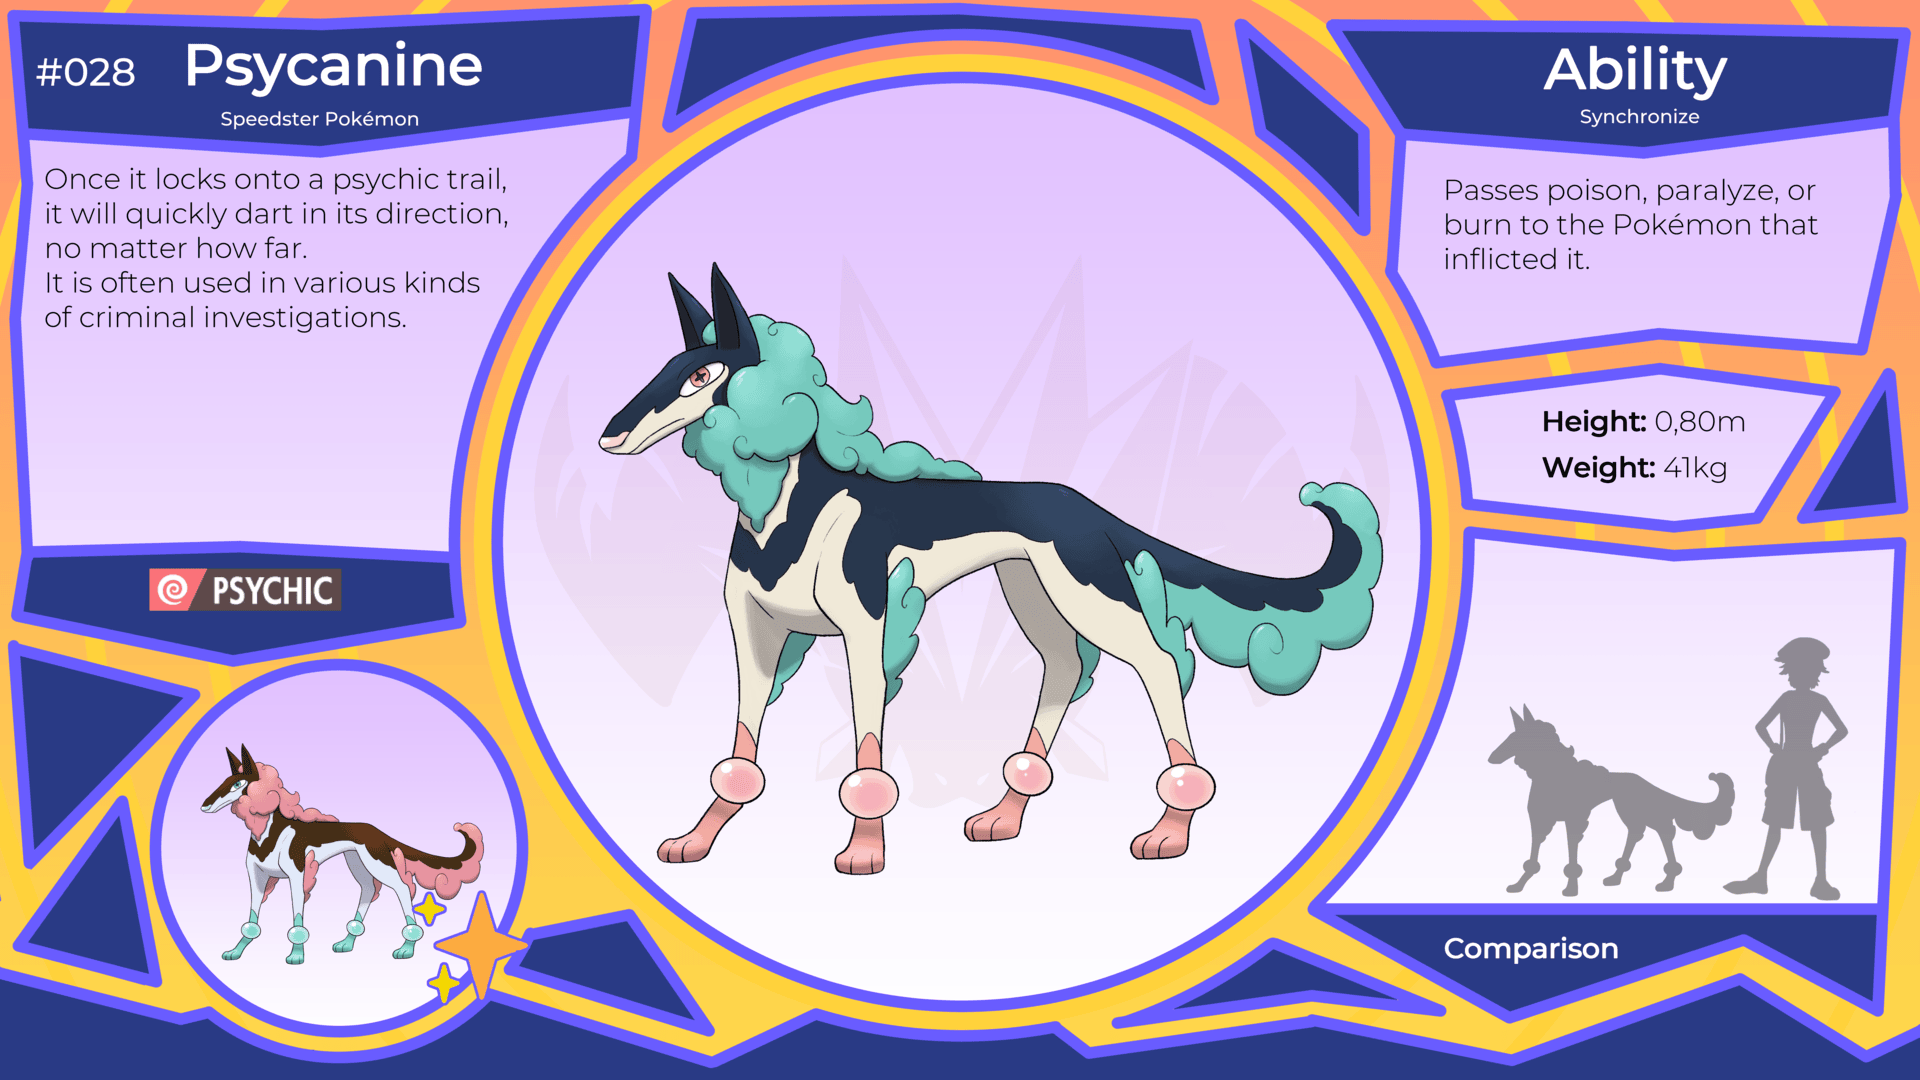 #028 Psycanine
Speedster Pokémon
Once it locks onto a psychic trail,
it will quickly dart in its direction,
no matter how far.
It is often used in various kinds
of criminal investigations.
PSYCHIC
Ability
Synchronize
Passes poison, paralyze, or
burn to the Pokémon that
inflicted it.
Height: 0,80m
Weight: 41kg
Comparison